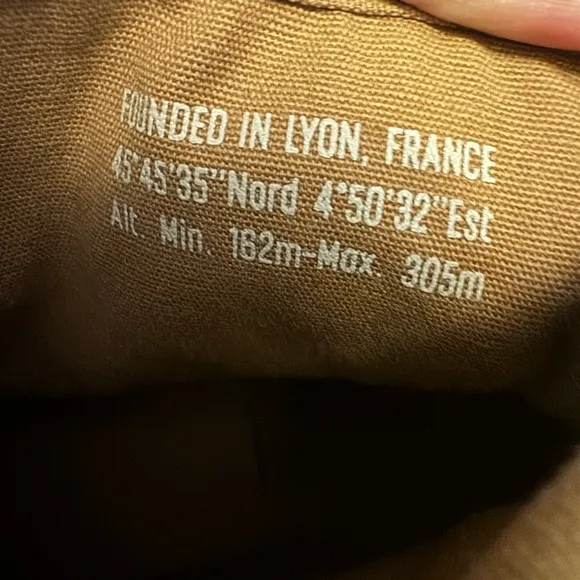 FOUNDED IN LYON, FRANCE
45°45'35"Nord 4°50'32"Est
Alt. Min. 162m-Max. 305m